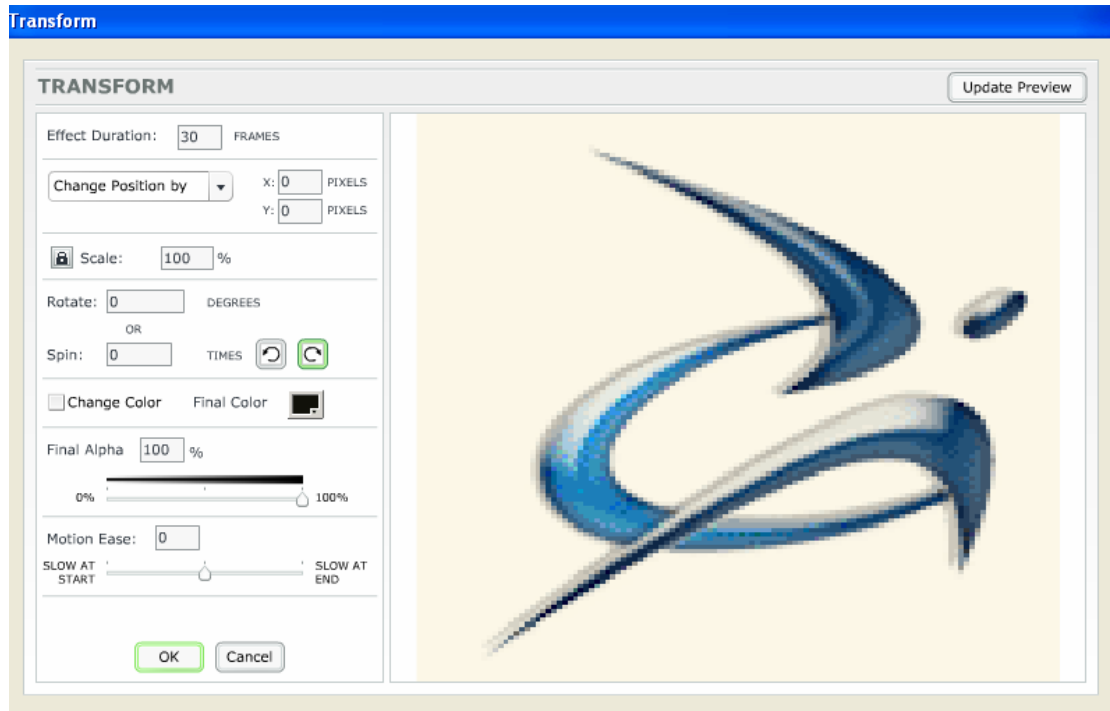 Transform
TRANSFORM
Update Preview
Effect Duration: 30 FRAMES
Change Position by X: 0 PIXELS
Y: 0 PIXELS
Scale: 100 %
Rotate: 0 DEGREES
OR
Spin: 0 TIMES
Change Color Final Color
Final Alpha 100 %
0% 100%
Motion Ease: 0
SLOW AT START SLOW AT END
OK Cancel